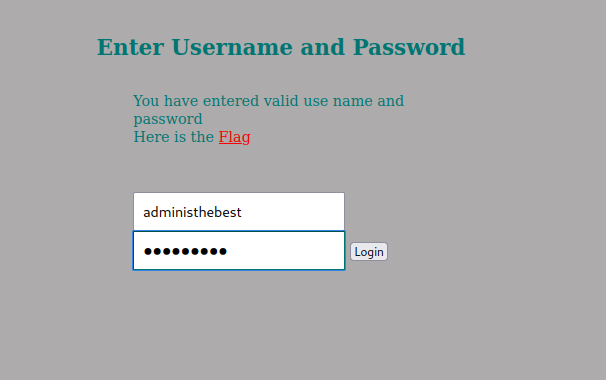 Enter Username and Password
You have entered valid use name and
password
Here is the Flag
administhebest
●●●●●●●●●
Login